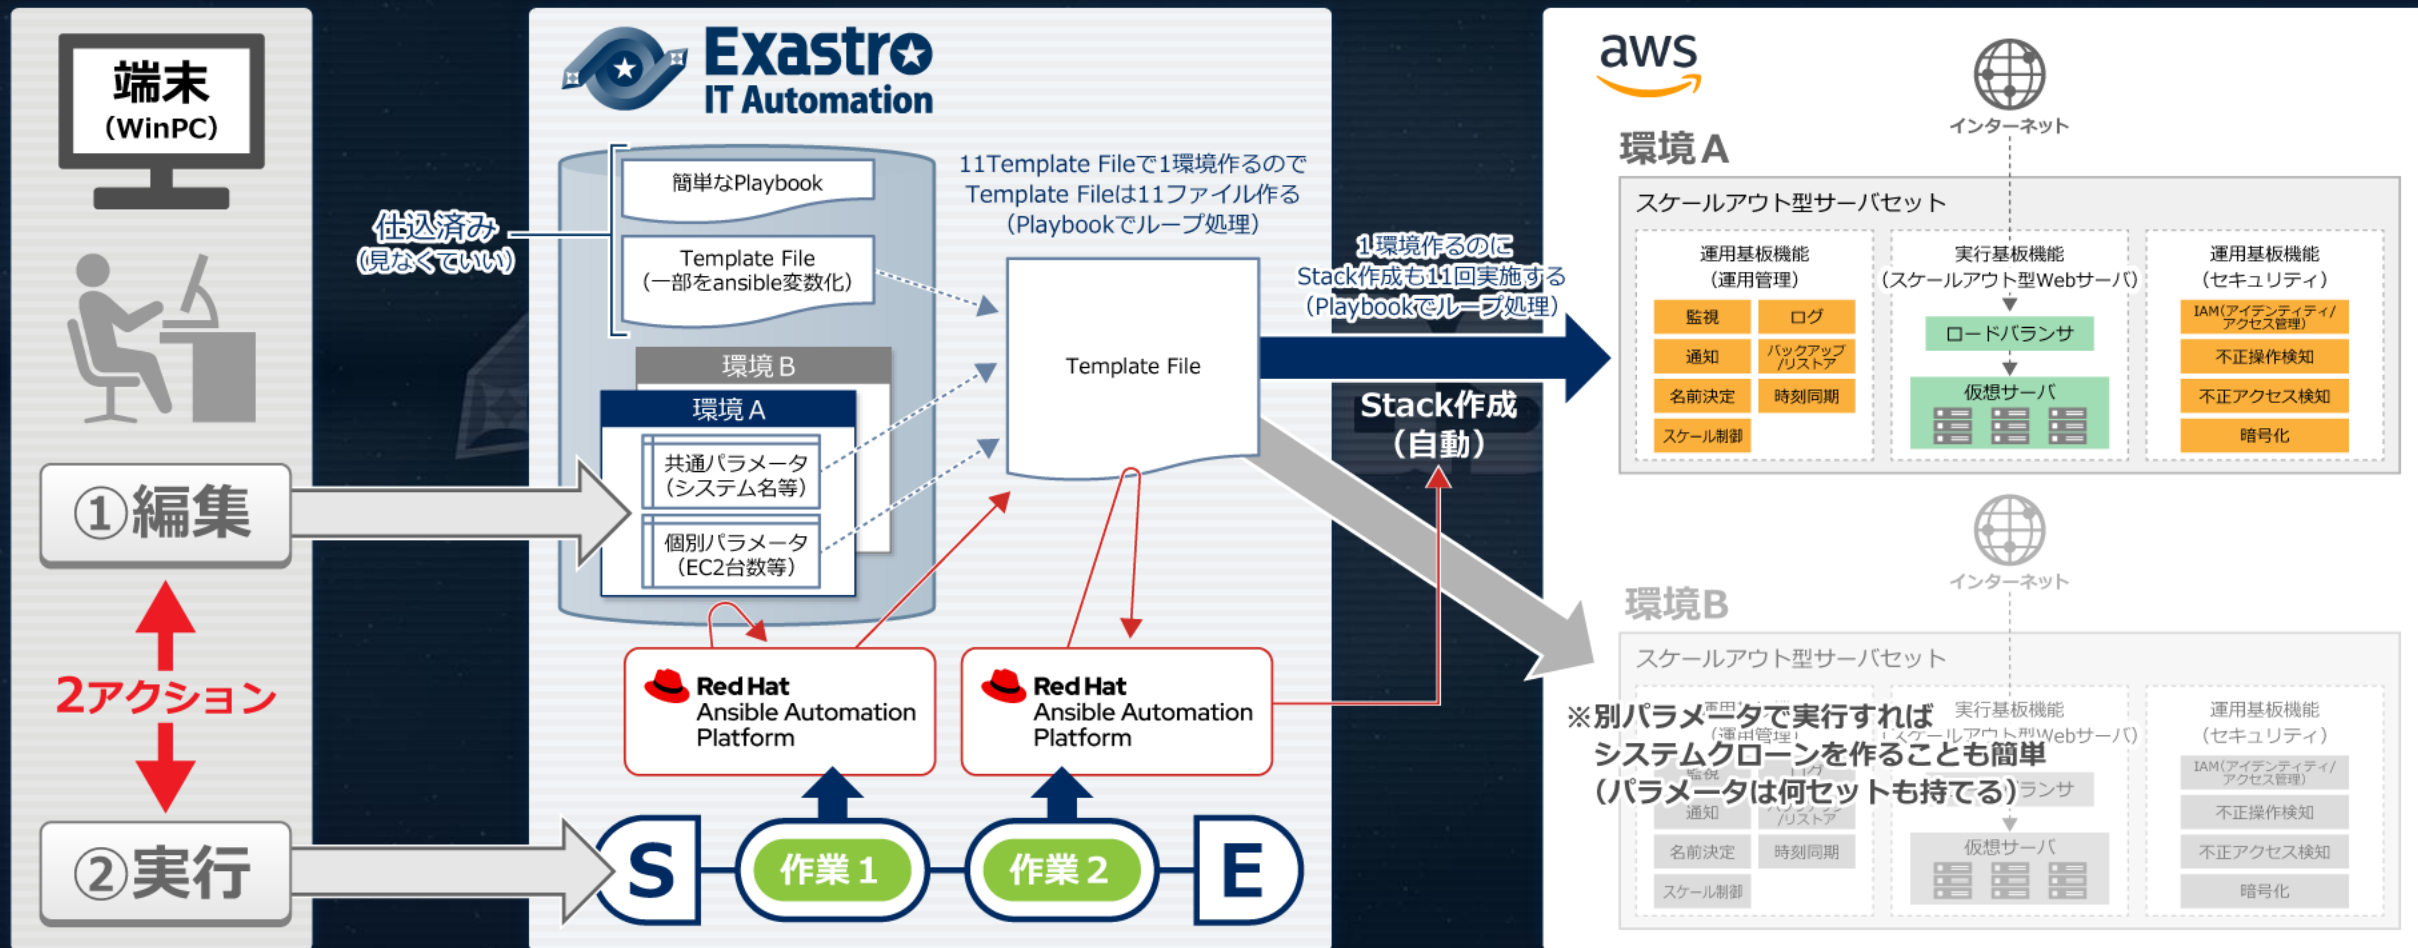 端末
(WinPC)
①編集
2アクション
②実行
Exastro
IT Automation
簡単なPlaybook
仕込済み
(見なくていい)
Template File
(一部をansible変数化)
11Template Fileで1環境作るので
Template Fileは11ファイル作る
(Playbookでループ処理)
環境B
環境A
共通パラメータ
(システム名等)
個別パラメータ
(EC2台数等)
Template File
1環境作るのに
Stack作成も11回実施する
(Playbookでループ処理)
Stack作成
(自動)
Red Hat
Ansible Automation
Platform
Red Hat
Ansible Automation
Platform
S
作業1
作業2
E
aws
インターネット
環境A
スケールアウト型サーバセット
運用基板機能
(運用管理)
監視
ログ
通知
バックアップ
/リストア
名前決定
時刻同期
スケール制御
実行基板機能
(スケールアウト型Webサーバ)
ロードバランサ
仮想サーバ
運用基板機能
(セキュリティ)
IAM(アイデンティティ/
アクセス管理)
不正操作検知
不正アクセス検知
暗号化
インターネット
環境B
スケールアウト型サーバセット
※別パラメータで実行すれば
システムクローンを作ることも簡単
(パラメータは何セットも持てる)
通知
/リストア
名前決定
時刻同期
スケール制御
実行基板機能
仮想サーバ
運用基板機能
(セキュリティ)
IAM(アイデンティティ/
アクセス管理)
不正操作検知
不正アクセス検知
暗号化